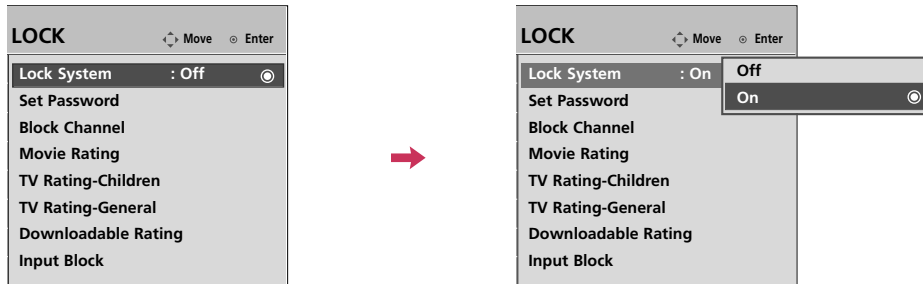 LOCK Move Enter
Lock System : Off
Set Password
Block Channel
Movie Rating
TV Rating-Children
TV Rating-General
Downloadable Rating
Input Block
LOCK Move Enter
Lock System : On
Off
On
Set Password
Block Channel
Movie Rating
TV Rating-Children
TV Rating-General
Downloadable Rating
Input Block